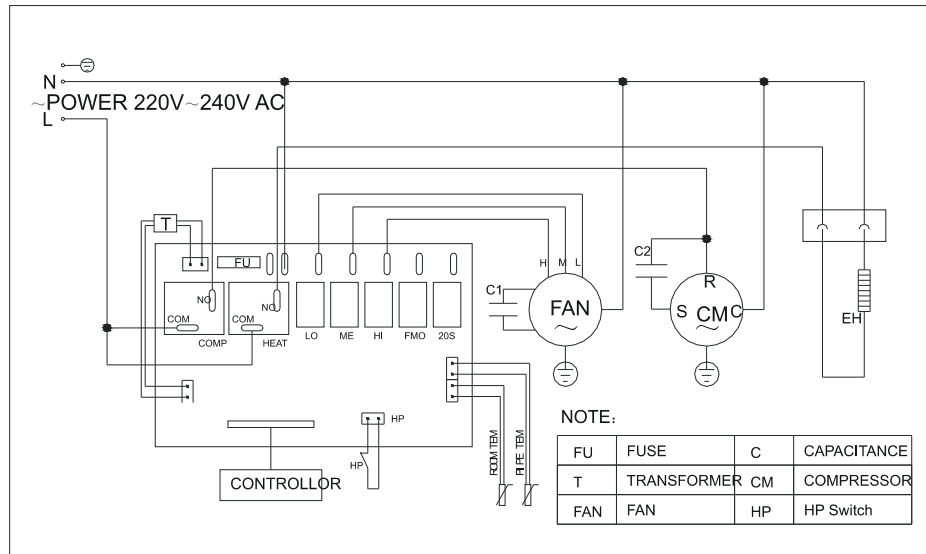 N
~POWER 220V~240V AC
L
T
FU
NO
NO
COM
COM
COMP
HEAT
LO
ME
HI
FMO
20S
H
M
L
C1
FAN
~
C2
R
S
CM
C
~
EH
HP
HP
ROOM TEM
PIPE TEM
CONTROLLOR
NOTE:
FU FUSE C CAPACITANCE
T TRANSFORMER CM COMPRESSOR
FAN FAN HP HP Switch